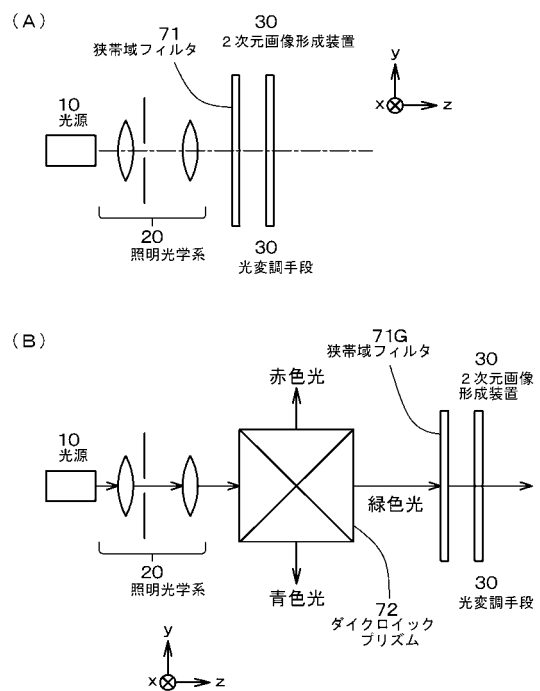 (A)
71
狭帯域フィルタ
30
2次元画像形成装置
10
光源
20
照明光学系
30
光変調手段
y
x
z
(B)
71G
狭帯域フィルタ
30
2次元画像
形成装置
赤色光
10
光源
緑色光
20
照明光学系
青色光
72
ダイクロイック
プリズム
30
光変調手段
y
x
z